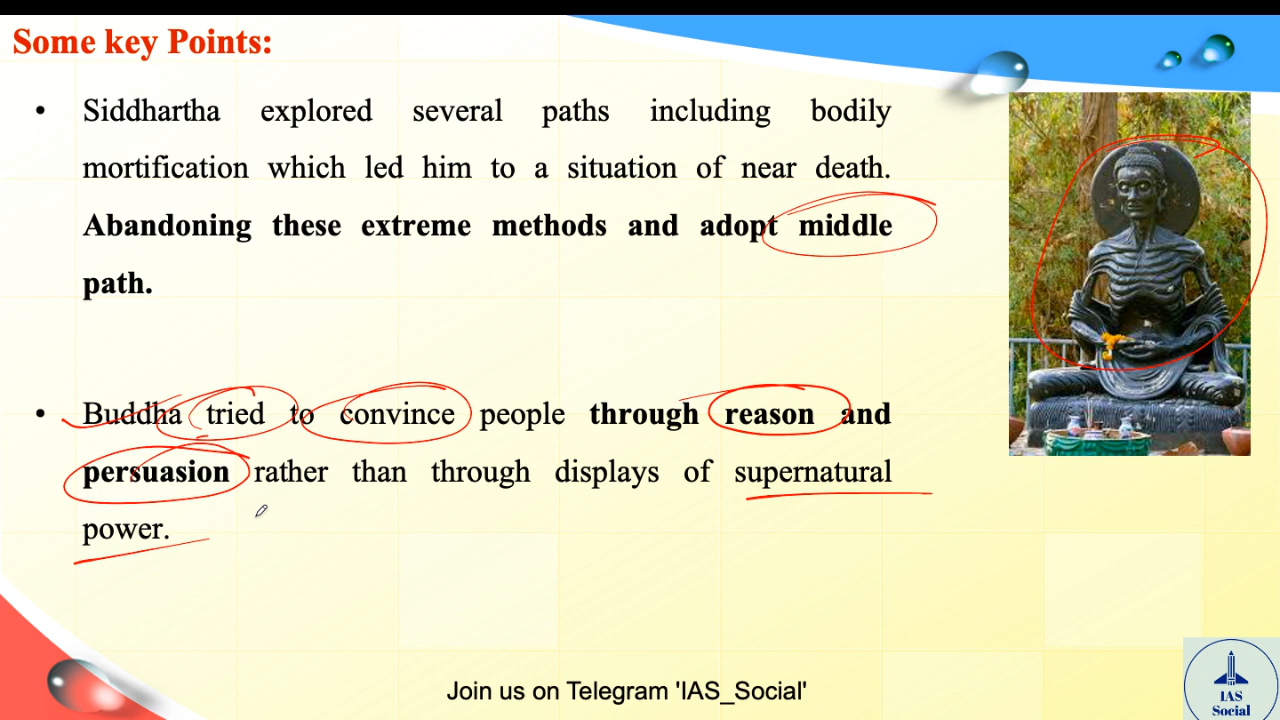 Some key Points:
• Siddhartha explored several paths including bodily
mortification which led him to a situation of near death.
Abandoning these extreme methods and adopt middle
path.
• Buddha tried to convince people through reason and
persuasion rather than through displays of supernatural
power.
Join us on Telegram 'IAS_Social'
IAS
Social